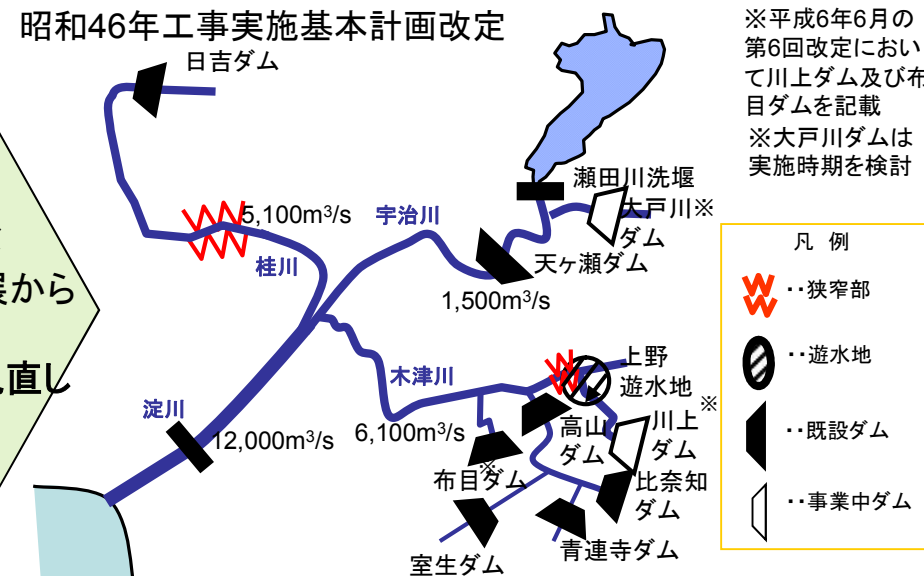 昭和46年工事実施基本計画改定
※平成6年6月の
第6回改定におい
て川上ダム及び布
目ダムを記載
※大戸川ダムは
実施時期を検討
日吉ダム
瀬田川洗堰
大戸川※
ダム
天ヶ瀬ダム
5,100m³/s
宇治川
桂川
1,500m³/s
展から
直し
淀川
12,000m³/s
木津川
6,100m³/s
上野
遊水地
高山
ダム
川上※
ダム
布目ダム※
比奈知
ダム
室生ダム
青連寺ダム
凡 例
‥狭窄部
‥遊水地
‥既設ダム
‥事業中ダム